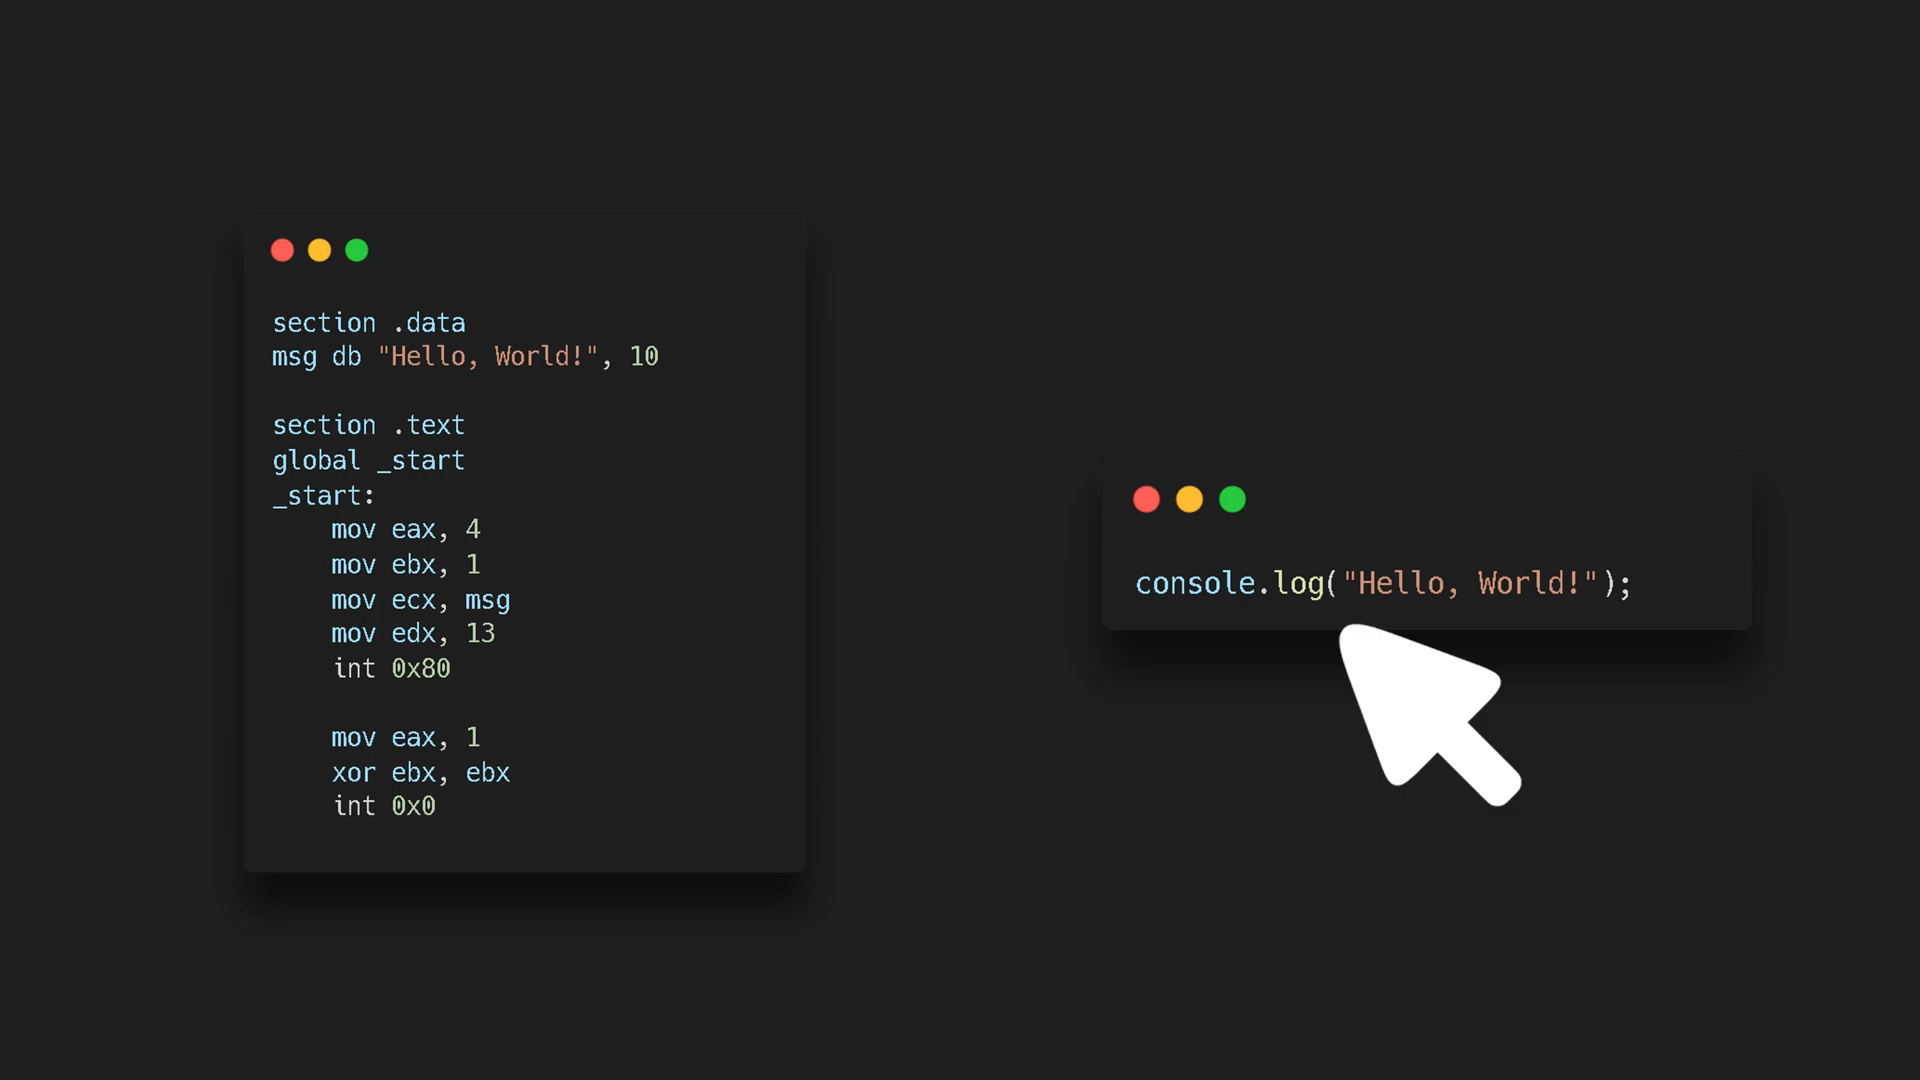 section .data
msg db "Hello, World!", 10
section .text
global _start
_start:
    mov eax, 4
    mov ebx, 1
    mov ecx, msg
    mov edx, 13
    int 0x80
    mov eax, 1
    xor ebx, ebx
    int 0x0
console.log("Hello, World!");